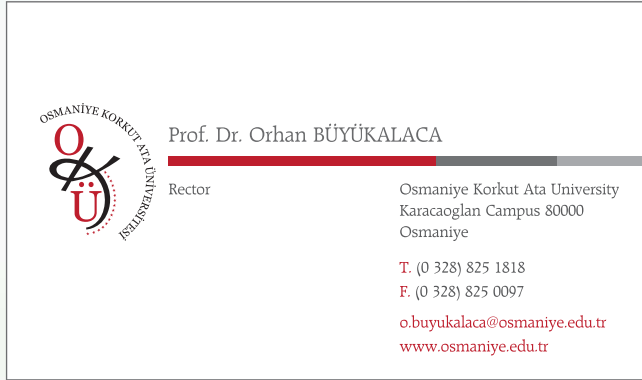 OSMANİYE KORKUT ATA ÜNİVERSİTESİ
OKÜ
Prof. Dr. Orhan BÜYÜKALACA
Rector
Osmaniye Korkut Ata University
Karacaoglan Campus 80000
Osmaniye
T. (0 328) 825 1818
F. (0 328) 825 0097
o.buyukalaca@osmaniye.edu.tr
www.osmaniye.edu.tr